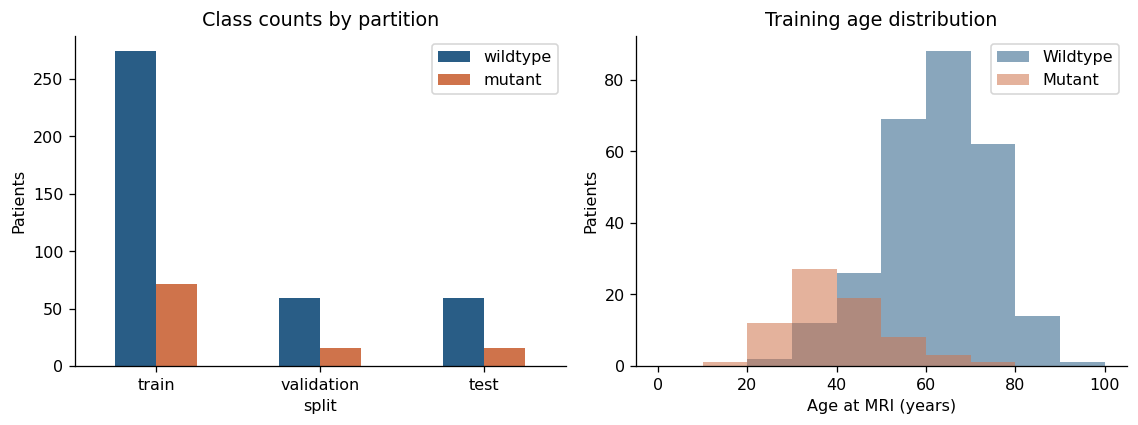 Class counts by partition
Patients
250
200
150
100
50
0
wildtype
mutant
train
validation
test
split
Training age distribution
Patients
80
60
40
20
0
Wildtype
Mutant
0
20
40
60
80
100
Age at MRI (years)